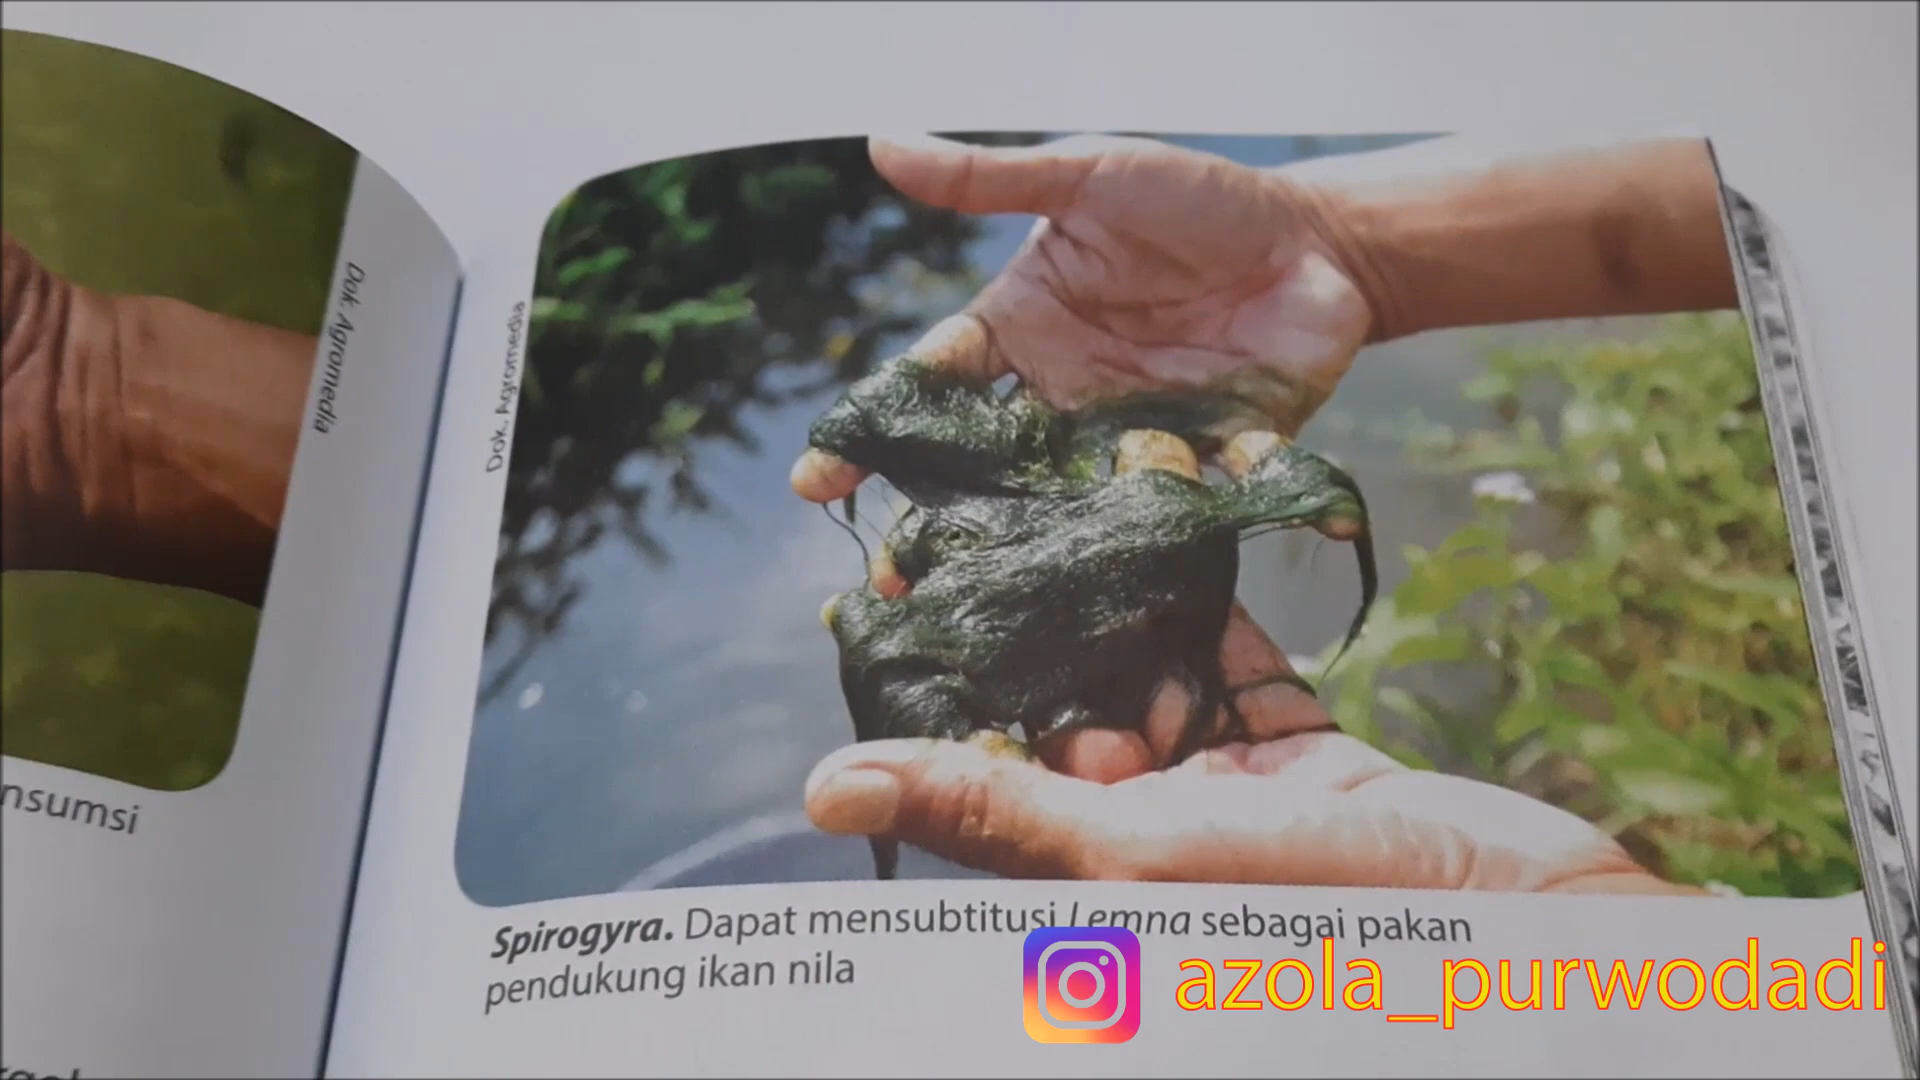 Dok. Agromedia
nsumsi
Dok. Agromedia
Spirogyra. Dapat mensubtitusi Lemna sebagai pakan
pendukung ikan nila
azola_purwodadi